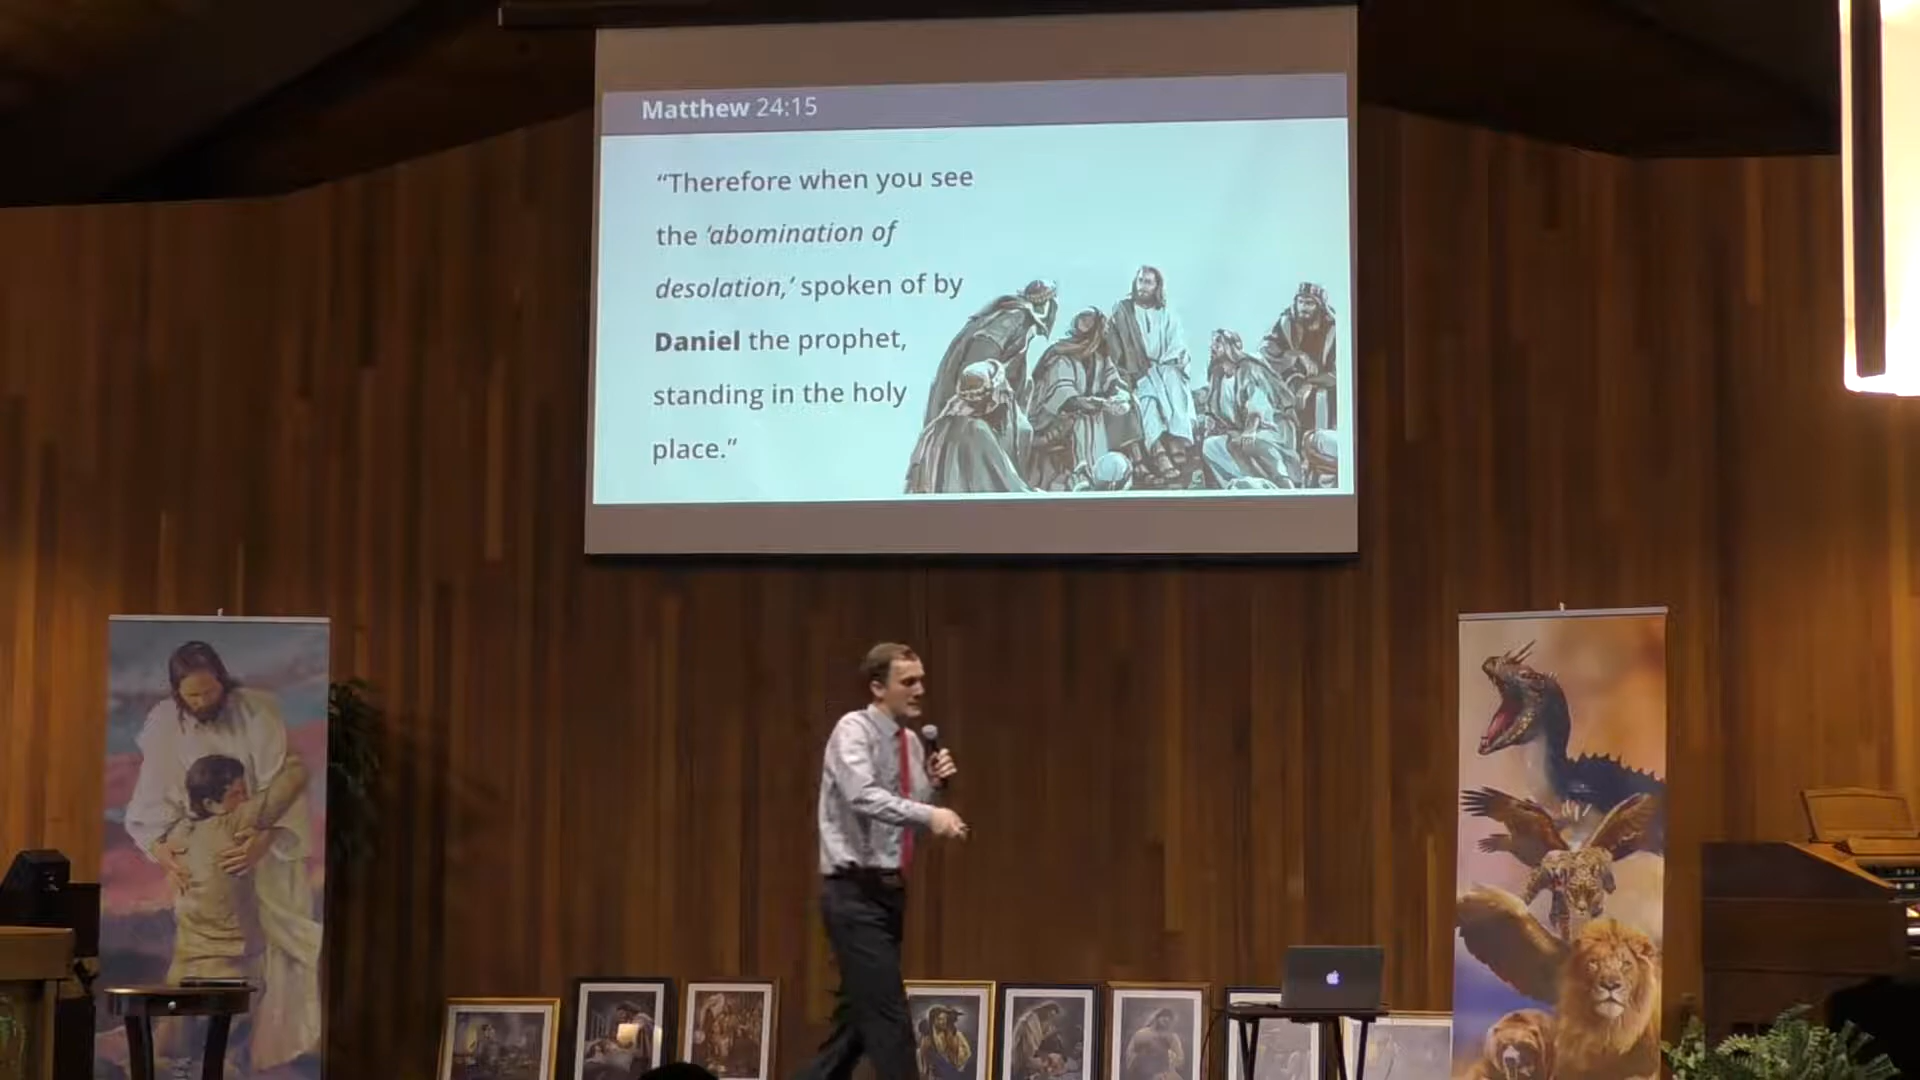 Matthew 24:15
“Therefore when you see
the ‘abomination of
desolation,’ spoken of by
Daniel the prophet,
standing in the holy
place.”